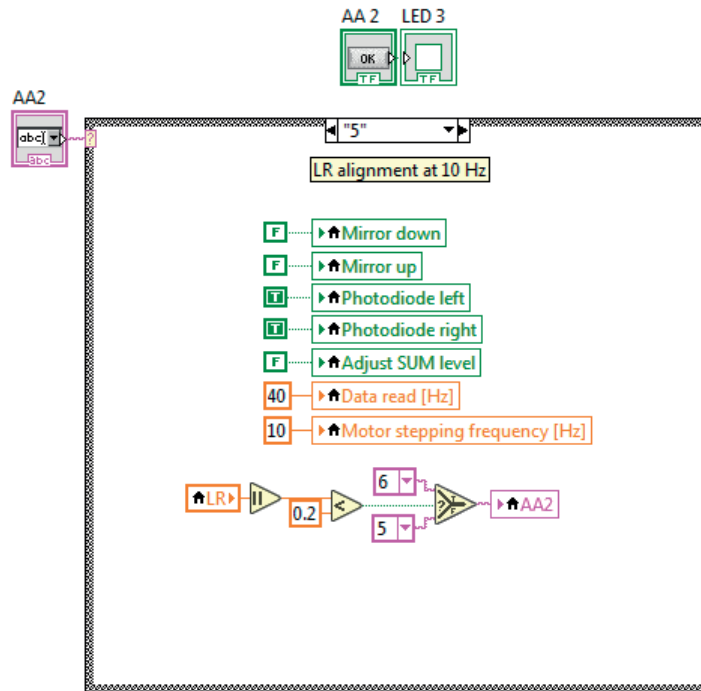 AA 2 LED 3
OK
TF TF
AA2
abc
abc
?
"5"
LR alignment at 10 Hz
F Mirror down
F Mirror up
T Photodiode left
T Photodiode right
F Adjust SUM level
40 Data read [Hz]
10 Motor stepping frequency [Hz]
6
LR || 0.2 < ? T F AA2
5